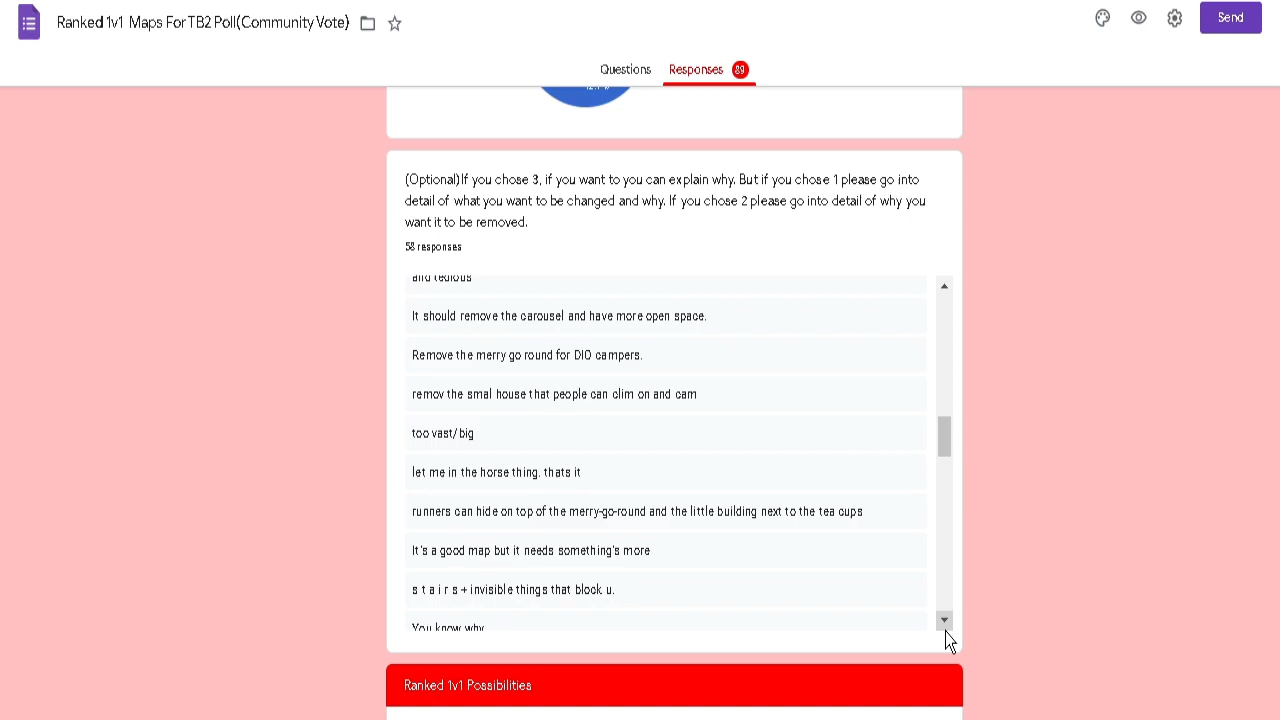 Ranked 1v1 Maps For TB2 Poll(Community Vote)
Send
Questions
Responses 89
(Optional)If you chose 3, if you want to you can explain why. But if you chose 1 please go into
detail of what you want to be changed and why. If you chose 2 please go into detail of why you
want it to be removed.
58 responses
and tedious
It should remove the carousel and have more open space.
Remove the merry go round for DIO campers.
remov the smal house that people can clim on and cam
too vast/big
let me in the horse thing. thats it
runners can hide on top of the merry-go-round and the little building next to the tea cups
It's a good map but it needs something's more
s t a i r s + invisible things that block u.
You know why
Ranked 1v1 Possibilities